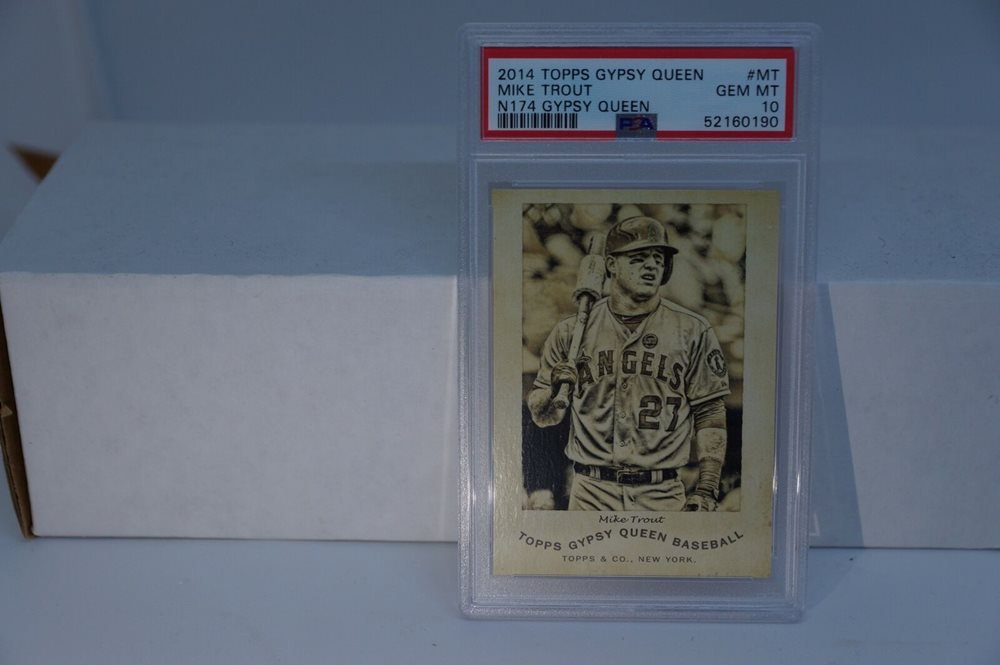 2014 TOPPS GYPSY QUEEN #MT
MIKE TROUT GEM MT
N174 GYPSY QUEEN 10
PSA 52160190
ANGELS
27
Mike Trout
TOPPS GYPSY QUEEN BASEBALL
TOPPS & CO., NEW YORK.